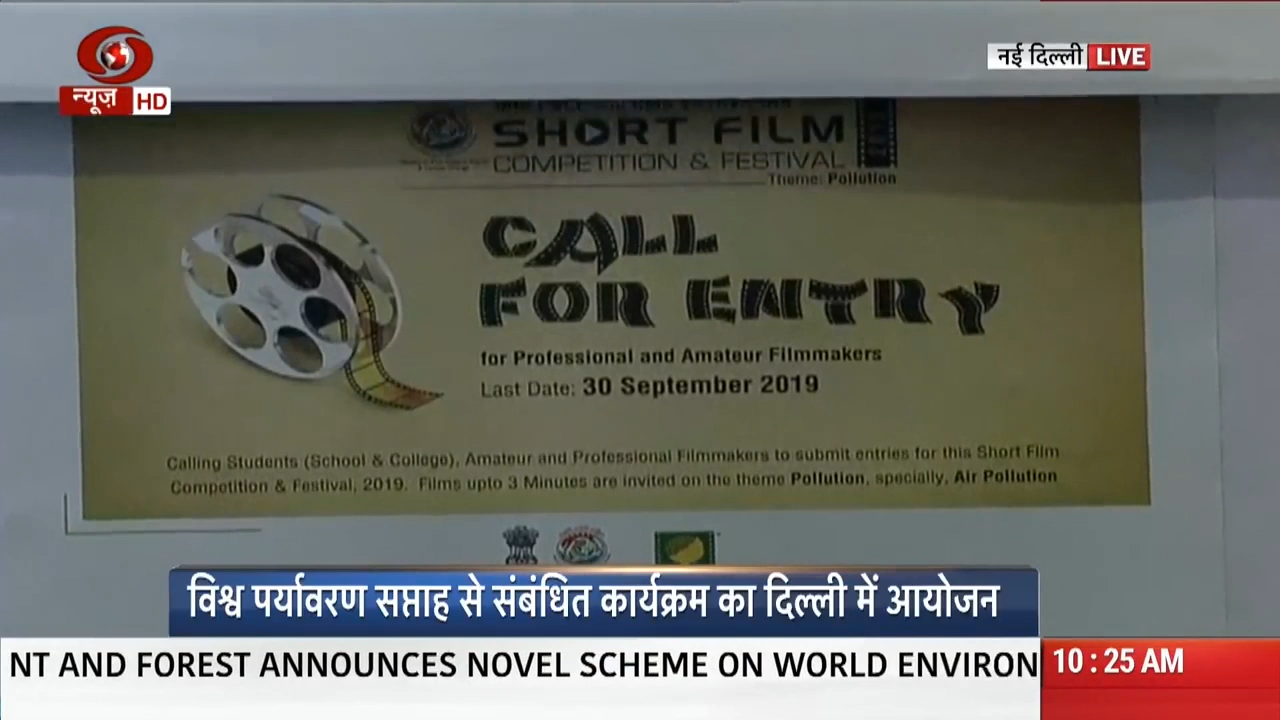 न्यूज़ HD
नई दिल्ली LIVE
SHORT FILM
COMPETITION & FESTIVAL
Theme: Pollution
CALL
FOR ENTRY
for Professional and Amateur Filmmakers
Last Date: 30 September 2019
Calling Students (School & College), Amateur and Professional Filmmakers to submit entries for this Short Film
Competition & Festival, 2019. Films upto 3 Minutes are invited on the theme Pollution, specially, Air Pollution
विश्व पर्यावरण सप्ताह से संबंधित कार्यक्रम का दिल्ली में आयोजन
NT AND FOREST ANNOUNCES NOVEL SCHEME ON WORLD ENVIRON
10 : 25 AM